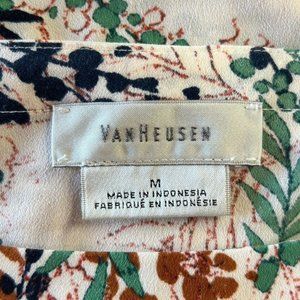 VANHEUSEN
M
MADE IN INDONESIA
FABRIQUÉ EN INDONÉSIE